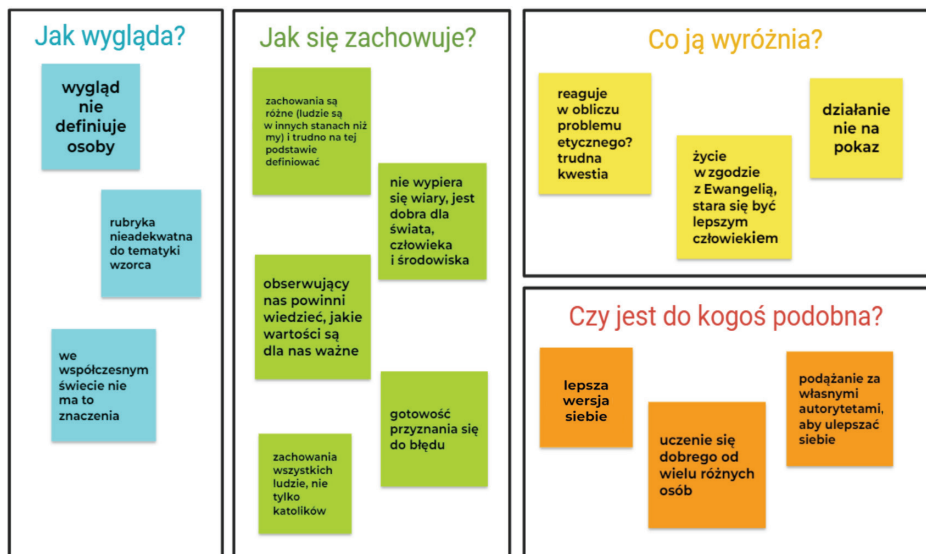 Jak wygląda?
wygląd
nie
definiuje
osoby
rubryka
nieadekwatna
do tematyki
wzorca
we
współczesnym
świecie nie
ma to
znaczenia
Jak się zachowuje?
zachowania są
różne (ludzie są
w innych stanach niż
my) i trudno na tej
podstawie
definiować
nie wypiera
się wiary, jest
dobra dla
świata,
człowieka
i środowiska
obserwujący
nas powinni
wiedzieć, jakie
wartości są
dla nas ważne
gotowość
przyznania się
do błędu
zachowania
wszystkich
ludzie, nie
tylko
katolików
Co ją wyróżnia?
reaguje
w obliczu
problemu
etycznego?
trudna
kwestia
życie
w zgodzie
z Ewangelią,
stara się być
lepszym
człowiekiem
działanie
nie na
pokaz
Czy jest do kogoś podobna?
lepsza
wersja
siebie
uczenie się
dobrego od
wielu różnych
osób
podążanie za
własnymi
autorytetami,
aby ulepszać
siebie